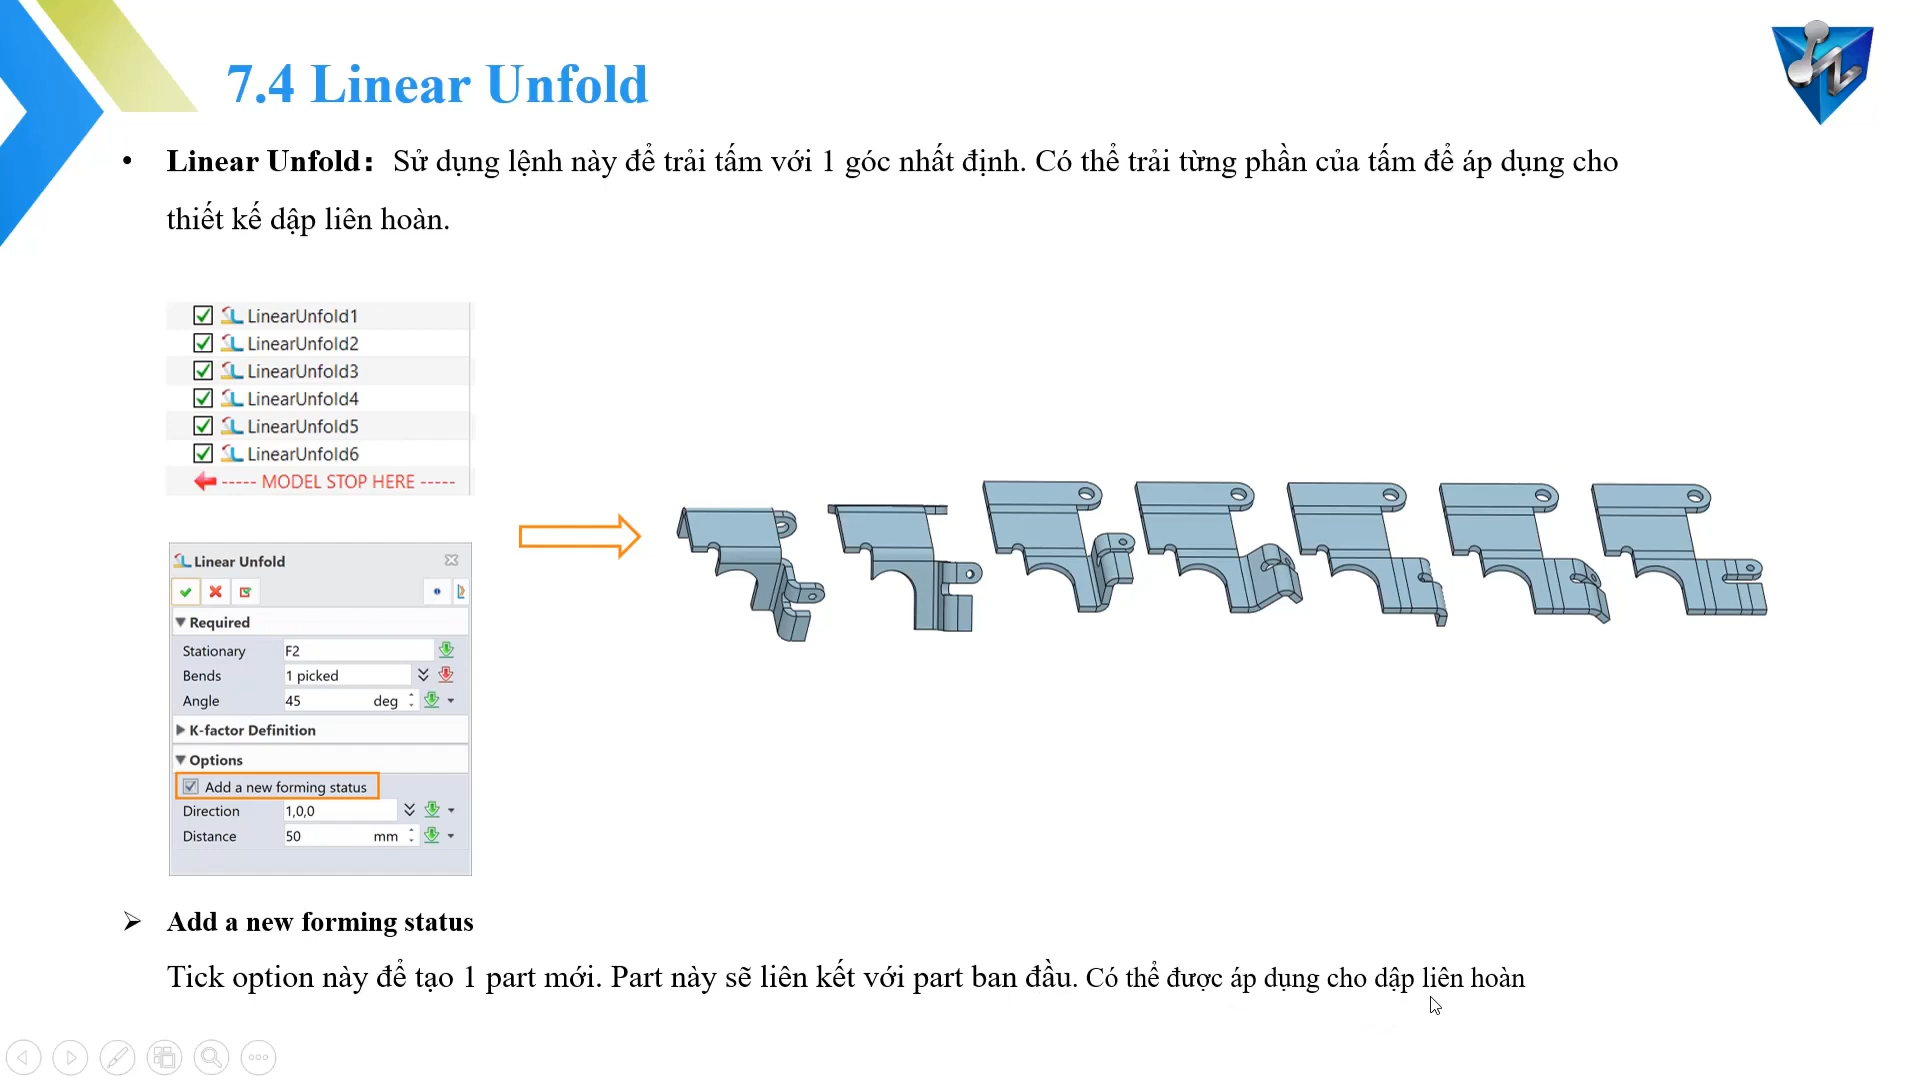 7.4 Linear Unfold
• Linear Unfold： Sử dụng lệnh này để trải tấm với 1 góc nhất định. Có thể trải từng phần của tấm để áp dụng cho
thiết kế dập liên hoàn.
LinearUnfold1
LinearUnfold2
LinearUnfold3
LinearUnfold4
LinearUnfold5
LinearUnfold6
----- MODEL STOP HERE -----
Linear Unfold
Required
Stationary F2
Bends 1 picked
Angle 45 deg
K-factor Definition
Options
Add a new forming status
Direction 1,0,0
Distance 50 mm
➢ Add a new forming status
Tick option này để tạo 1 part mới. Part này sẽ liên kết với part ban đầu. Có thể được áp dụng cho dập liên hoàn